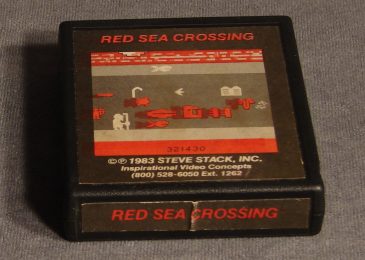 RED SEA CROSSING
321430
©℗ 1983 STEVE STACK, INC.
Inspirational Video Concepts
(800) 528-6050 Ext. 1262
RED SEA CROSSING